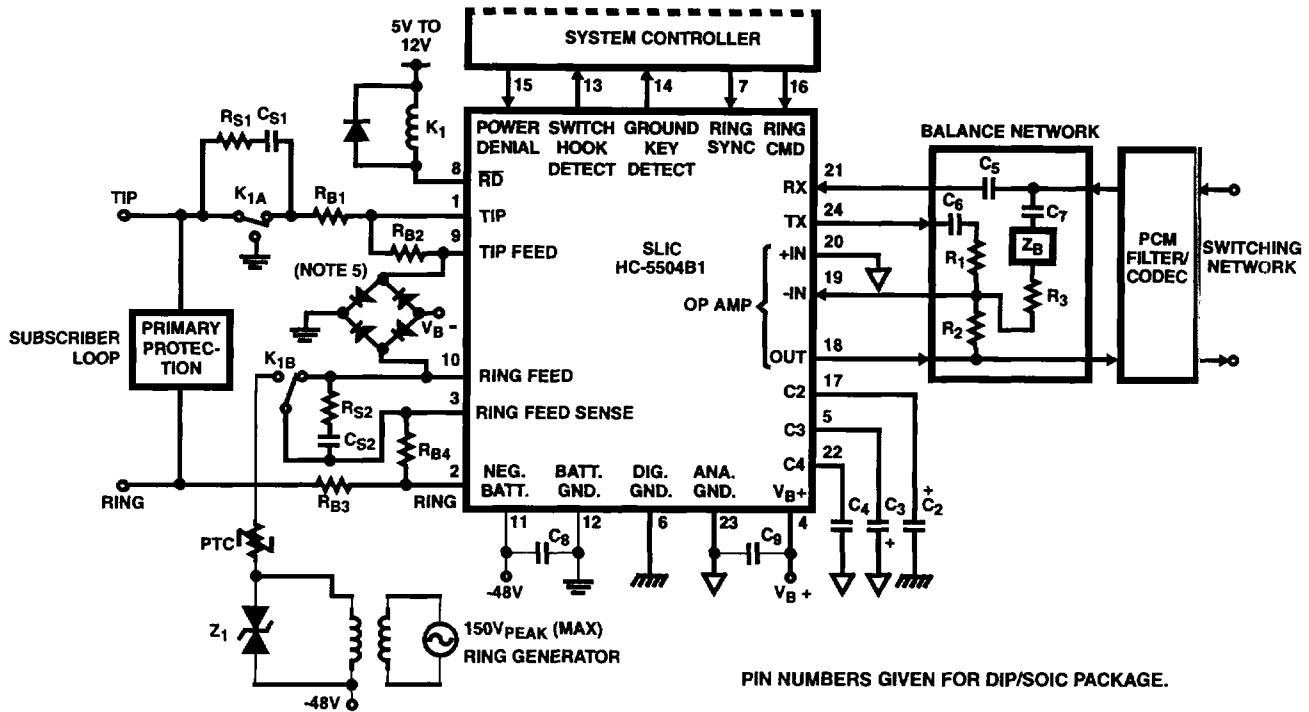 SYSTEM CONTROLLER
5V TO
12V
15
13
14
7
16
RS1
CS1
K1
POWER
DENIAL
SWITCH
HOOK
DETECT
GROUND
KEY
DETECT
RING
SYNC
RING
CMD
BALANCE NETWORK
8
RD
21
RX
C5
TIP
K1A
RB1
1
TIP
24
TX
C6
C7
RB2
9
TIP FEED
SLIC
HC-5504B1
20
+IN
R1
ZB
PCM
FILTER/
CODEC
SWITCHING
NETWORK
(NOTE 5)
OP AMP
19
-IN
R3
R2
VB -
SUBSCRIBER
LOOP
PRIMARY
PROTEC-
TION
K1B
10
RING FEED
18
OUT
17
C2
RS2
3
RING FEED SENSE
5
C3
CS2
RB4
22
C4
RING
RB3
2
RING
NEG.
BATT.
BATT.
GND.
DIG.
GND.
ANA.
GND.
VB+
C4
C3
+
+
C2
11
12
6
23
4
PTC
C8
C9
-48V
VB +
Z1
150VPEAK (MAX)
RING GENERATOR
-48V
PIN NUMBERS GIVEN FOR DIP/SOIC PACKAGE.